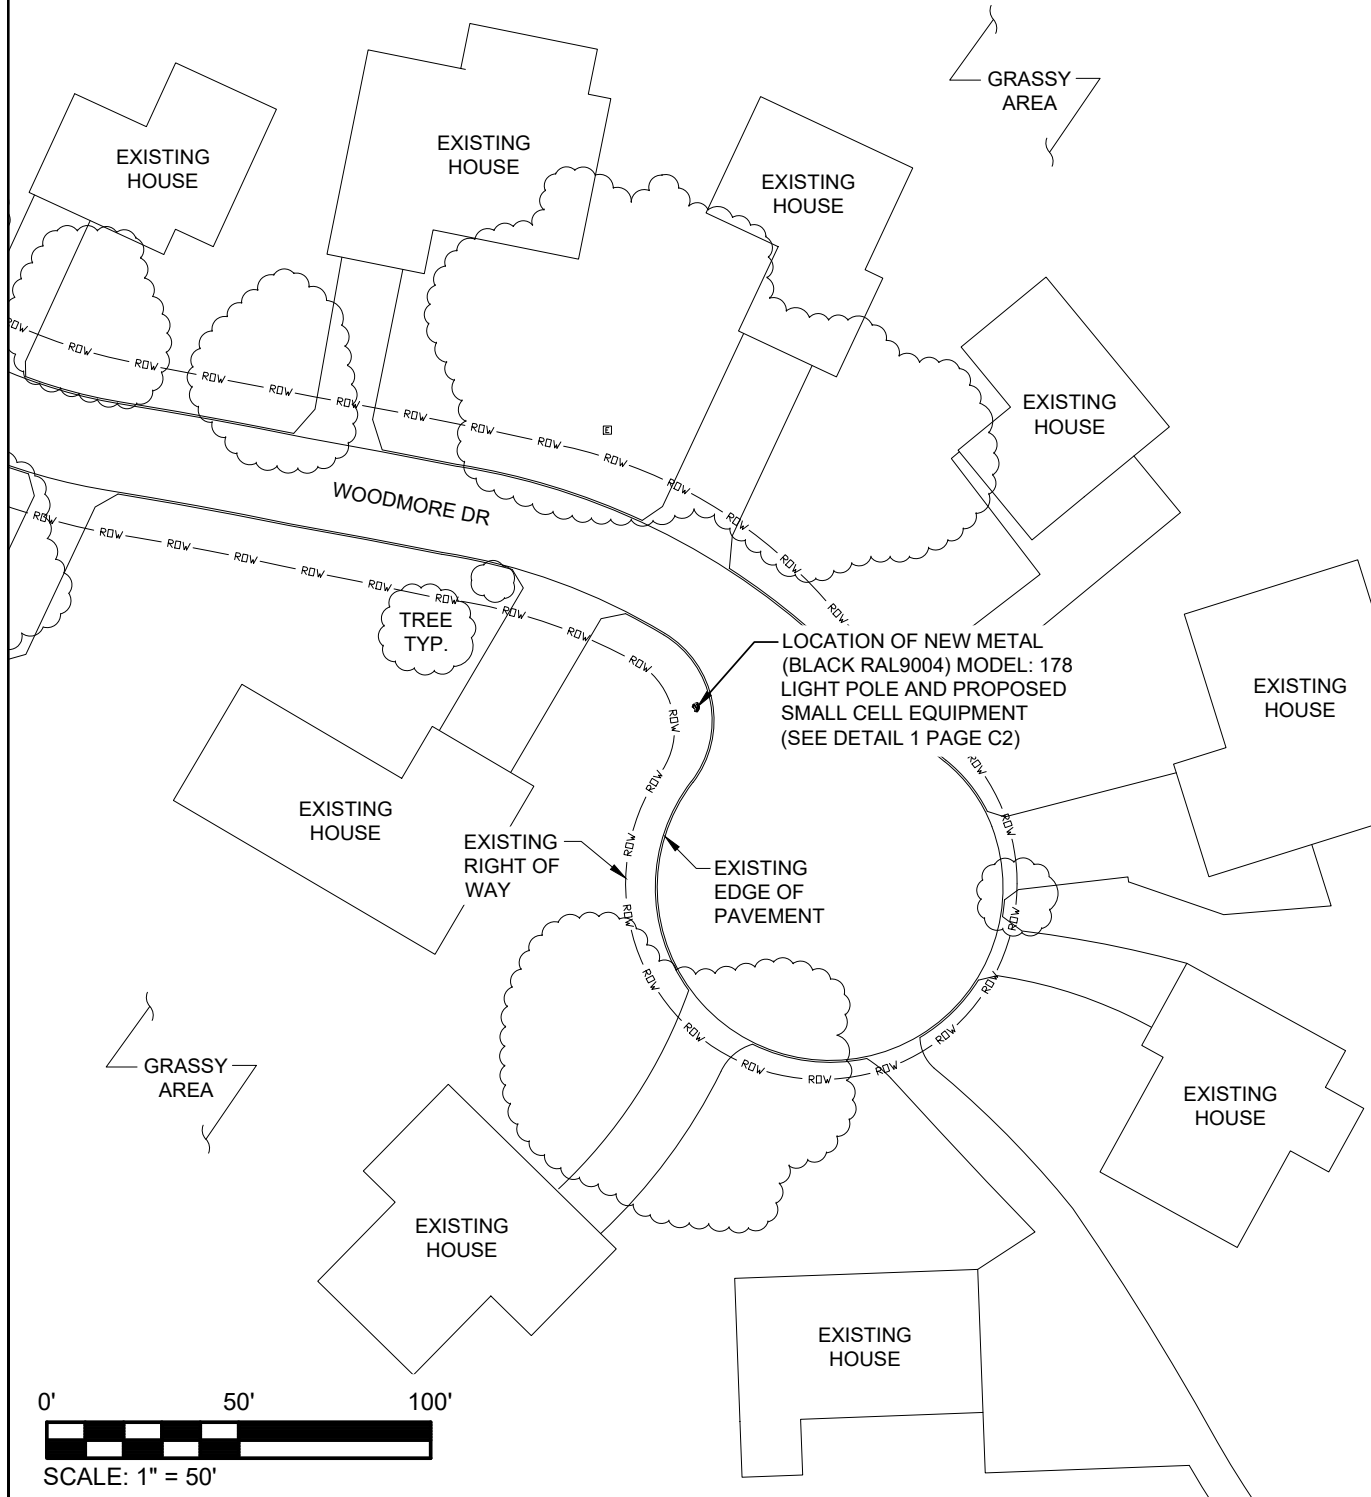 GRASSY
AREA
EXISTING
HOUSE
EXISTING
HOUSE
EXISTING
HOUSE
EXISTING
HOUSE
ROW ROW ROW ROW ROW ROW ROW ROW ROW ROW ROW ROW ROW ROW
E
WOODMORE DR
ROW ROW ROW ROW ROW ROW ROW ROW ROW ROW ROW ROW ROW
TREE
TYP.
LOCATION OF NEW METAL
(BLACK RAL9004) MODEL: 178
LIGHT POLE AND PROPOSED
SMALL CELL EQUIPMENT
(SEE DETAIL 1 PAGE C2)
EXISTING
HOUSE
EXISTING
HOUSE
EXISTING
RIGHT OF
WAY
EXISTING
EDGE OF
PAVEMENT
ROW ROW ROW ROW ROW ROW ROW ROW ROW ROW ROW ROW
GRASSY
AREA
EXISTING
HOUSE
EXISTING
HOUSE
EXISTING
HOUSE
0' 50' 100'
SCALE: 1" = 50'